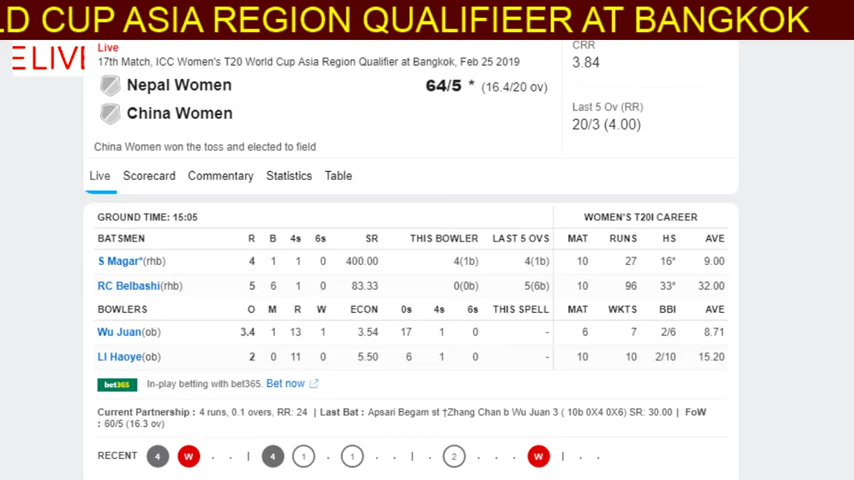 LD CUP ASIA REGION QUALIFIEER AT BANGKOK
ELIVE
Live
17th Match, ICC Women's T20 World Cup Asia Region Qualifier at Bangkok, Feb 25 2019
Nepal Women 64/5 * (16.4/20 ov)
China Women
China Women won the toss and elected to field
CRR
3.84
Last 5 Ov (RR)
20/3 (4.00)
Live Scorecard Commentary Statistics Table
GROUND TIME: 15:05 WOMEN'S T20I CAREER
BATSMEN R B 4s 6s SR THIS BOWLER LAST 5 OVS MAT RUNS HS AVE
S Magar*(rhb) 4 1 1 0 400.00 4(1b) 4(1b) 10 27 16* 9.00
RC Belbashi(rhb) 5 6 1 0 83.33 0(0b) 5(6b) 10 96 33* 32.00
BOWLERS O M R W ECON 0s 4s 6s THIS SPELL MAT WKTS BBI AVE
Wu Juan(ob) 3.4 1 13 1 3.54 17 1 0 - 6 7 2/6 8.71
LI Haoye(ob) 2 0 11 0 5.50 6 1 0 - 10 10 2/10 15.20
bet365 In-play betting with bet365. Bet now
Current Partnership : 4 runs, 0.1 overs, RR: 24 | Last Bat : Apsari Begam st †Zhang Chan b Wu Juan 3 ( 10b 0X4 0X6) SR: 30.00 | FoW
: 60/5 (16.3 ov)
RECENT 4 W . . | 4 1 . 1 . . | . 2 . . . W | . .